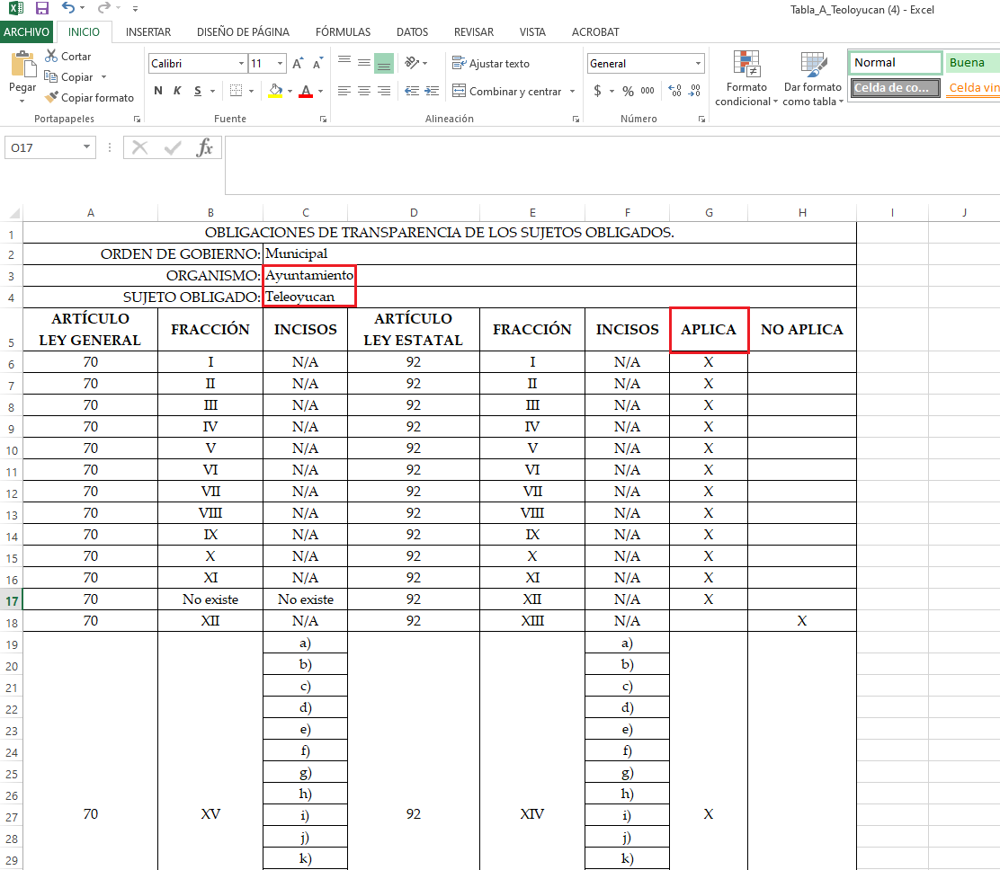 Tabla_A_Teoloyucan (4) - Excel
ARCHIVO INICIO INSERTAR DISEÑO DE PÁGINA FÓRMULAS DATOS REVISAR VISTA ACROBAT
Pegar
Cortar
Copiar
Copiar formato
Portapapeles
Calibri 11
N K S
Fuente
Ajustar texto
Combinar y centrar
Alineación
General
$ % 000
Número
Formato
condicional
Dar formato
como tabla
Normal Buena
Celda de co... Celda vin
O17 fx
A B C D E F G H I J
1 OBLIGACIONES DE TRANSPARENCIA DE LOS SUJETOS OBLIGADOS.
2 ORDEN DE GOBIERNO: Municipal
3 ORGANISMO: Ayuntamiento
4 SUJETO OBLIGADO: Teleoyucan
ARTÍCULO ARTÍCULO
FRACCIÓN INCISOS FRACCIÓN INCISOS APLICA NO APLICA
5 LEY GENERAL LEY ESTATAL
6 70 I N/A 92 I N/A X
7 70 II N/A 92 II N/A X
8 70 III N/A 92 III N/A X
9 70 IV N/A 92 IV N/A X
10 70 V N/A 92 V N/A X
11 70 VI N/A 92 VI N/A X
12 70 VII N/A 92 VII N/A X
13 70 VIII N/A 92 VIII N/A X
14 70 IX N/A 92 IX N/A X
15 70 X N/A 92 X N/A X
16 70 XI N/A 92 XI N/A X
17 70 No existe No existe 92 XII N/A X
18 70 XII N/A 92 XIII N/A X
19 a) a)
20 b) b)
21 c) c)
22 d) d)
23 e) e)
24 f) f)
25 g) g)
26 h) h)
27 70 XV i) 92 XIV i) X
28 j) j)
29 k) k)